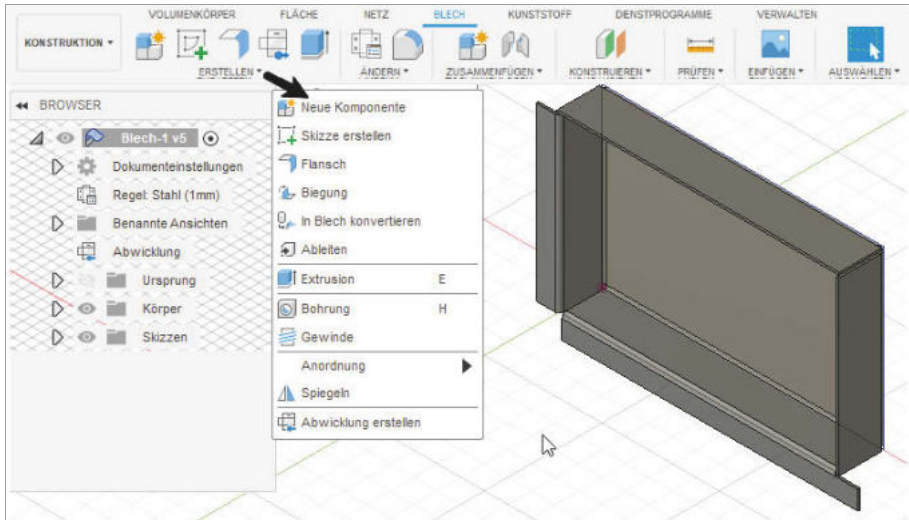 VOLUMENKÖRPER FLÄCHE NETZ BLECH KUNSTSTOFF DIENSTPROGRAMME VERWALTEN
KONSTRUKTION
ERSTELLEN ÄNDERN ZUSAMMENFÜGEN KONSTRUIEREN PRÜFEN EINFÜGEN AUSWÄHLEN
BROWSER
Blech-1 v5
Dokumenteinstellungen
Regel: Stahl (1mm)
Benannte Ansichten
Abwicklung
Ursprung
Körper
Skizzen
Neue Komponente
Skizze erstellen
Flansch
Biegung
In Blech konvertieren
Ableiten
Extrusion E
Bohrung H
Gewinde
Anordnung
Spiegeln
Abwicklung erstellen